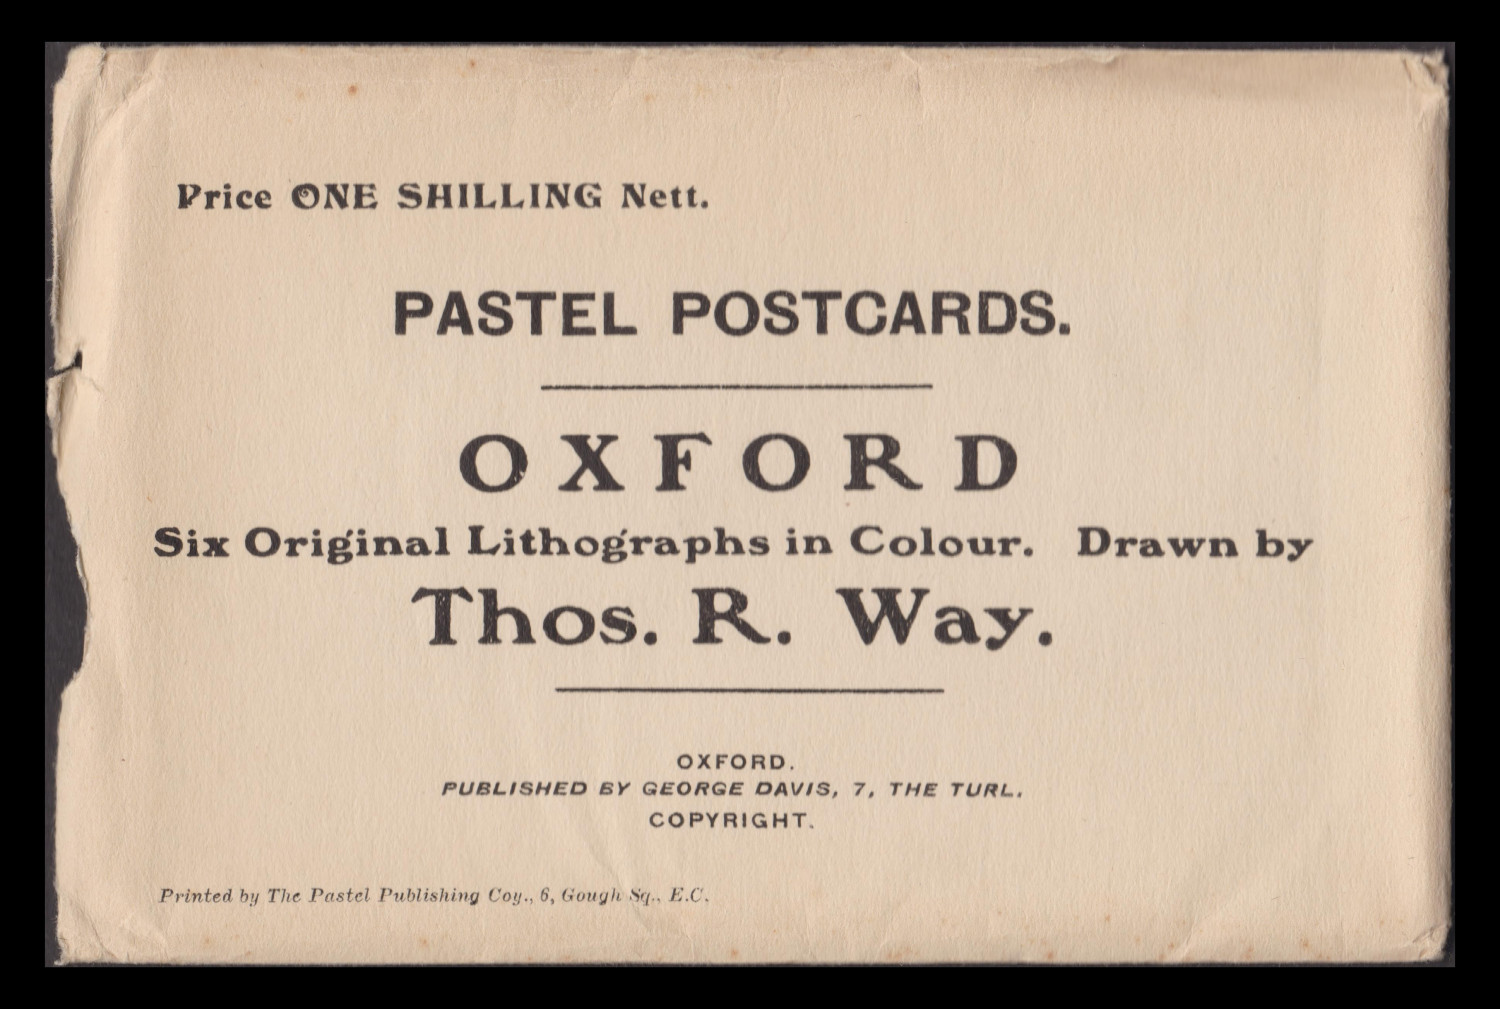 Price ONE SHILLING Nett.
PASTEL POSTCARDS.
OXFORD
Six Original Lithographs in Colour. Drawn by
Thos. R. Way.
OXFORD.
PUBLISHED BY GEORGE DAVIS, 7, THE TURL.
COPYRIGHT.
Printed by The Pastel Publishing Coy., 6, Gough Sq., E.C.